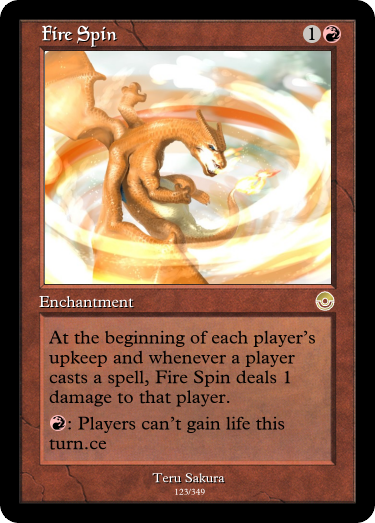 Fire Spin
1
Enchantment
At the beginning of each player's
upkeep and whenever a player
casts a spell, Fire Spin deals 1
damage to that player.
: Players can't gain life this
turn.ce
Teru Sakura
123/349